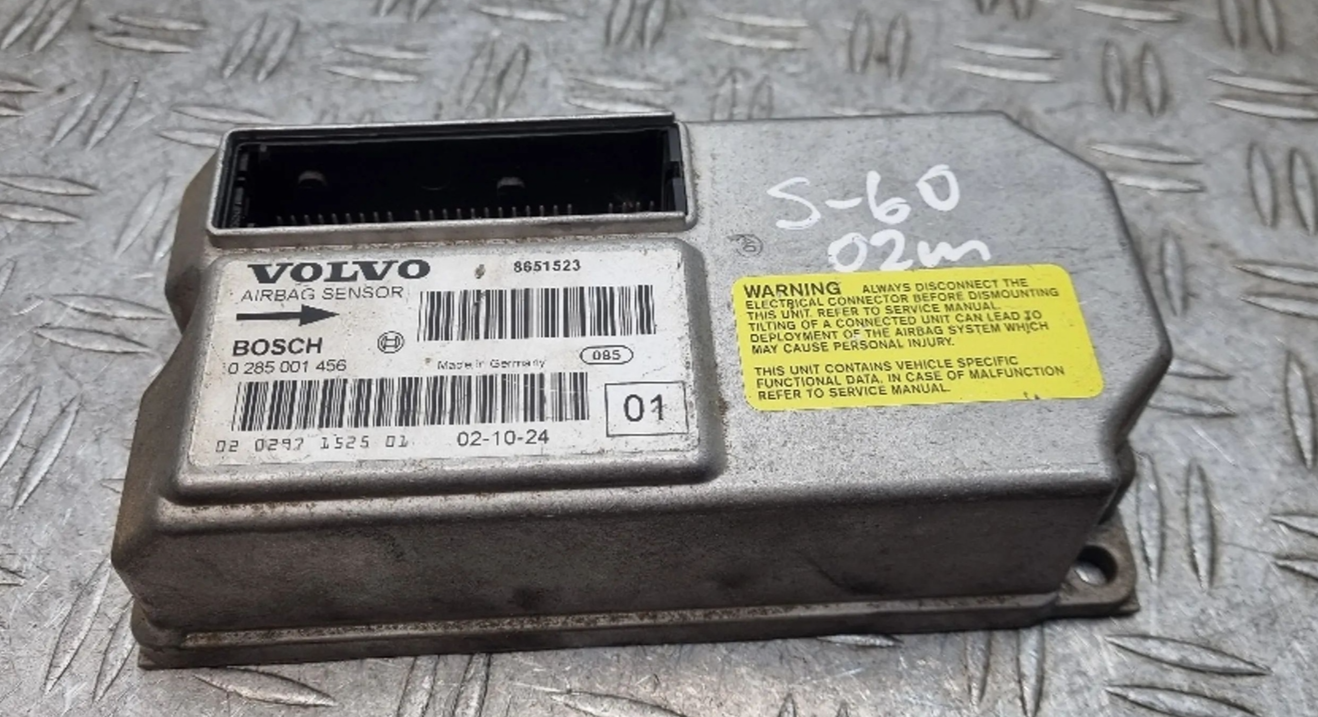 S-60
02m
VOLVO 8651523
AIRBAG SENSOR
BOSCH
0 285 001 456
Made in Germany
085
01
02 0297 1525 01 02-10-24
WARNING ALWAYS DISCONNECT THE
ELECTRICAL CONNECTOR BEFORE DISMOUNTING
THIS UNIT. REFER TO SERVICE MANUAL.
TILTING OF A CONNECTED UNIT CAN LEAD TO
DEPLOYMENT OF THE AIRBAG SYSTEM WHICH
MAY CAUSE PERSONAL INJURY.
THIS UNIT CONTAINS VEHICLE SPECIFIC
FUNCTIONAL DATA. IN CASE OF MALFUNCTION
REFER TO SERVICE MANUAL.